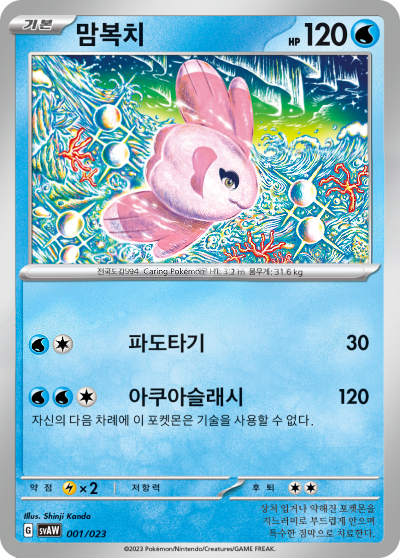 기본 맘복치 HP 120
전국도감 594 Caring Pokémon HT: 3.2 m 몸무게: 31.6 kg
파도타기 30
아쿠아슬래시 120
자신의 다음 차례에 이 포켓몬은 기술을 사용할 수 없다.
약점 ×2 저항력 후퇴
Illus. Shinji Kanda
G SVAW 001/023
상처 입거나 약해진 포켓몬을
지느러미로 부드럽게 안으며
특수한 점막으로 치료한다.
©2023 Pokémon/Nintendo/Creatures/GAME FREAK.